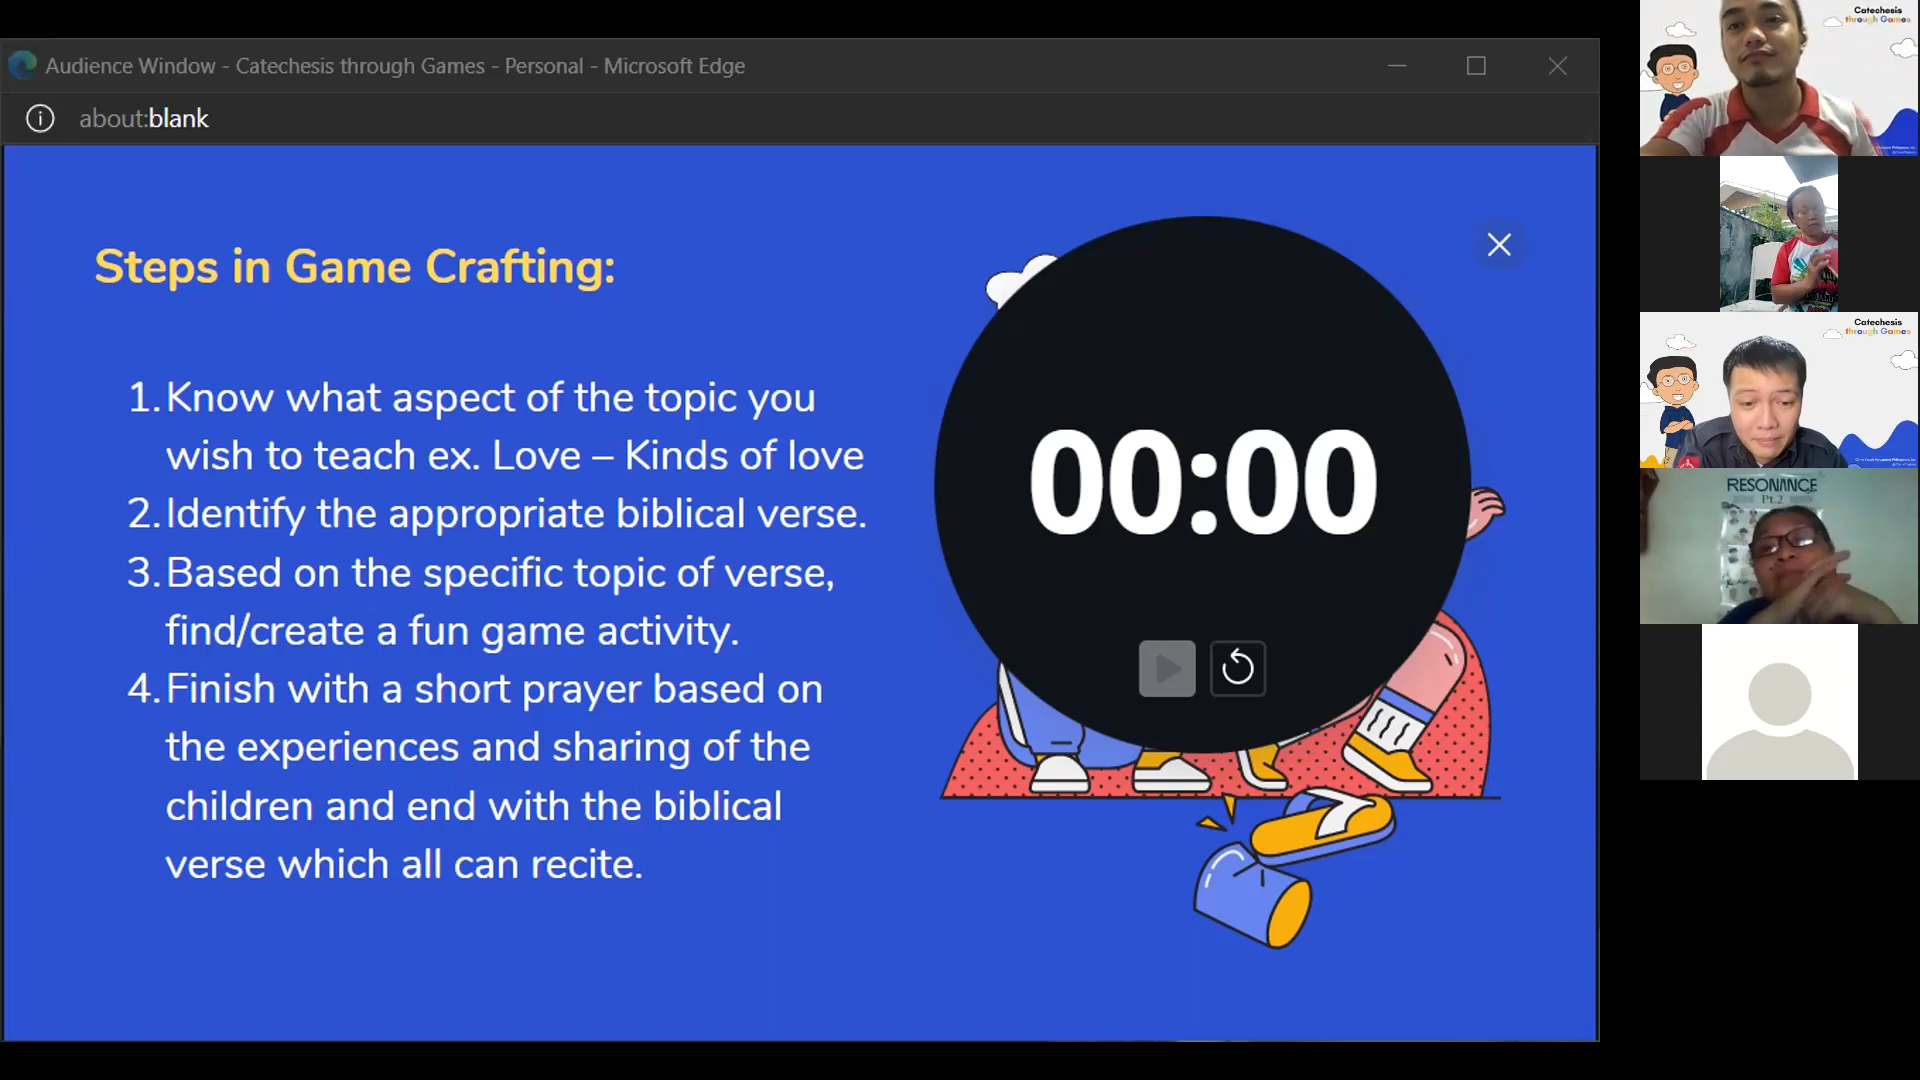 Audience Window - Catechesis through Games - Personal - Microsoft Edge
about:blank
Steps in Game Crafting:
1. Know what aspect of the topic you
wish to teach ex. Love – Kinds of love
2. Identify the appropriate biblical verse.
3. Based on the specific topic of verse,
find/create a fun game activity.
4. Finish with a short prayer based on
the experiences and sharing of the
children and end with the biblical
verse which all can recite.
00:00
Catechesis
through Games
Catechesis
through Games
RESONANCE
Pt.2